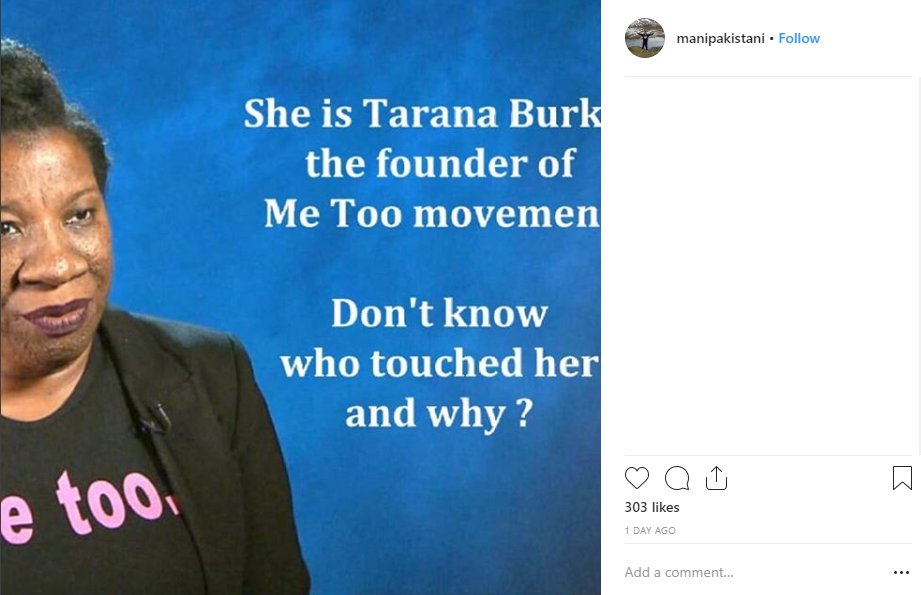 She is Tarana Burk
the founder of
Me Too movemen
Don't know
who touched her
and why ?
e too.
manipakistani • Follow
303 likes
1 DAY AGO
Add a comment...